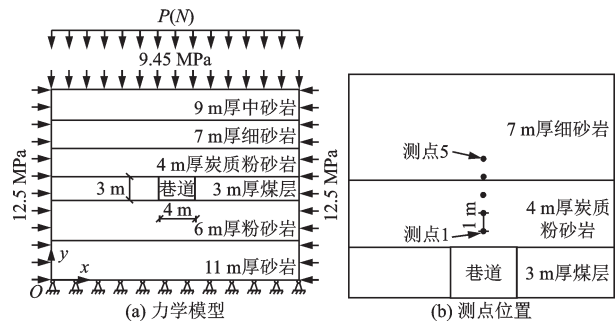 P(N)
9.45 MPa
12.5 MPa
9 m厚中砂岩
7 m厚细砂岩
4 m厚炭质粉砂岩
3 m
巷道
3 m厚煤层
4 m
6 m厚粉砂岩
11 m厚砂岩
y
x
O
12.5 MPa
(a) 力学模型
7 m厚细砂岩
测点5
1 m
测点1
4 m厚炭质
粉砂岩
巷道
3 m厚煤层
(b) 测点位置